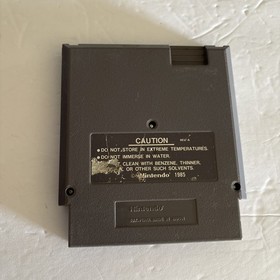 CAUTION
• DO NOT STORE IN EXTREME TEMPERATURES.
• DO NOT IMMERSE IN WATER.
CLEAN WITH BENZENE, THINNER,
OR OTHER SUCH SOLVENTS.
©Nintendo 1985
Nintendo